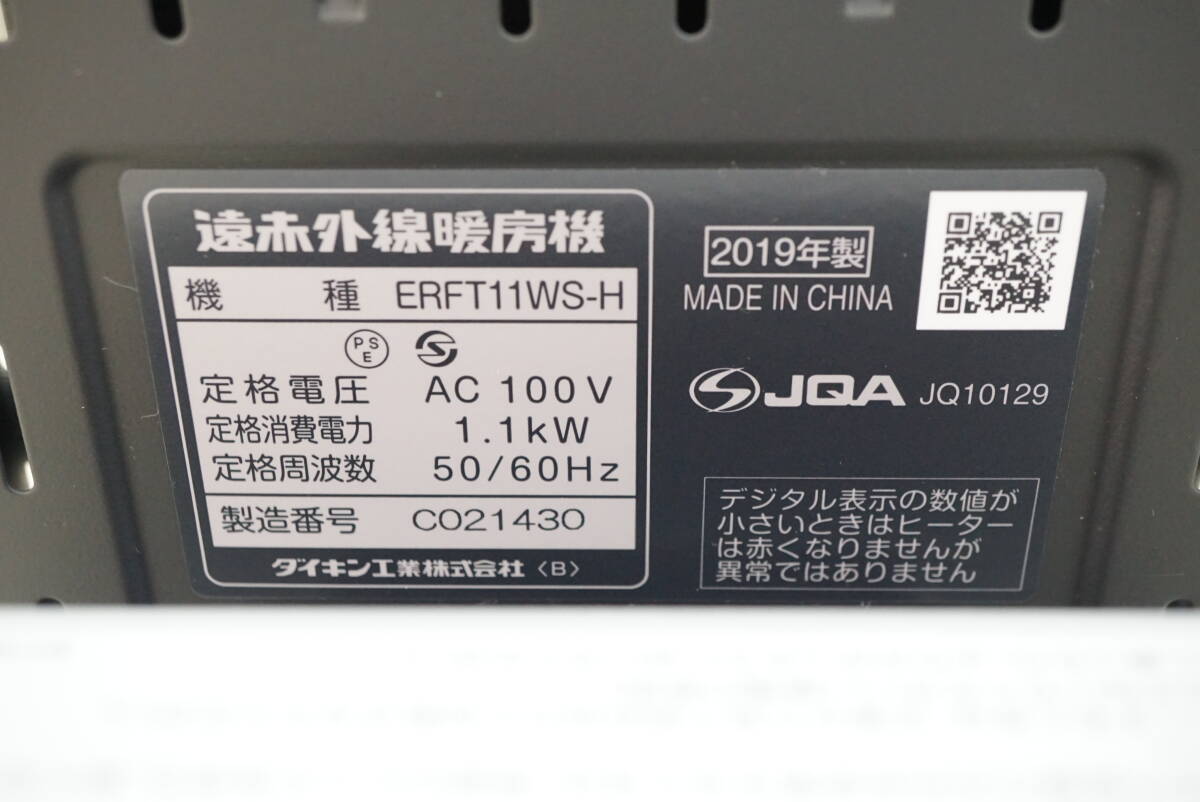 遠赤外線暖房機
機種 ERFT11WS-H
PS
E
定格電圧 AC 100V
定格消費電力 1.1kW
定格周波数 50/60Hz
製造番号 C021430
ダイキン工業株式会社〈B〉
2019年製
MADE IN CHINA
JQA JQ10129
デジタル表示の数値が
小さいときはヒーター
は赤くなりませんが
異常ではありません